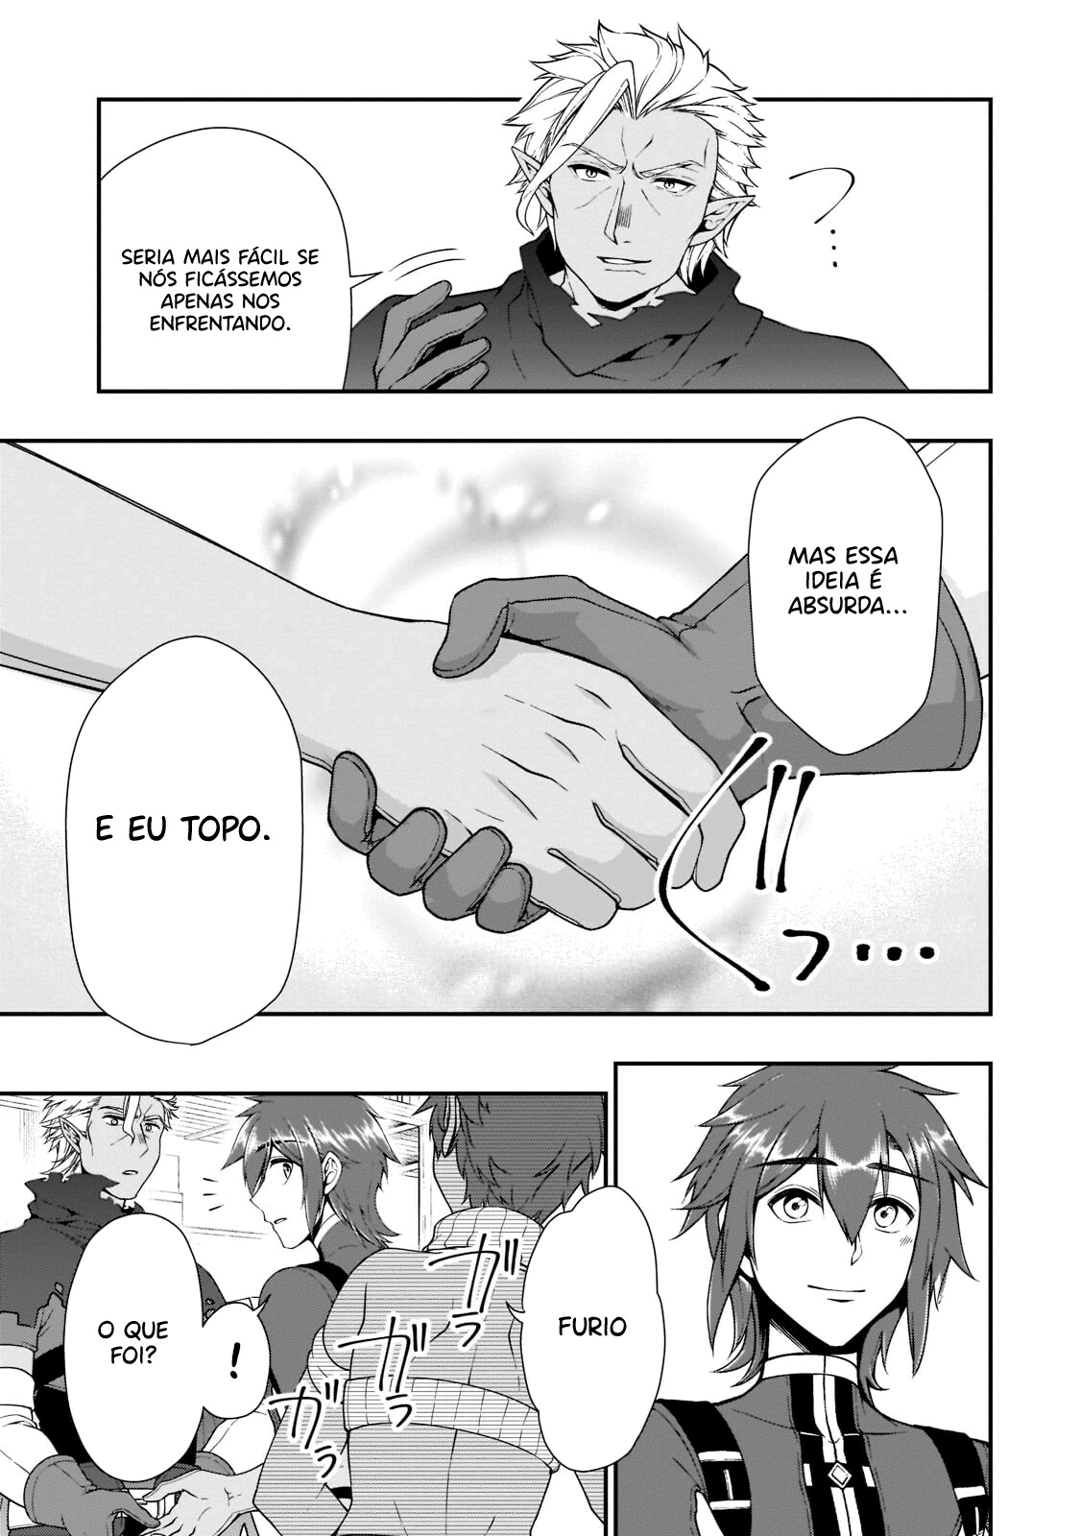 SERIA MAIS FÁCIL SE
NÓS FICÁSSEMOS
APENAS NOS
ENFRENTANDO.
フ…
MAS ESSA
IDEIA É
ABSURDA...
E EU TOPO.
ぐっ…
FURIO
ガラ
ガラ
ガラ
!
O QUE
FOI?